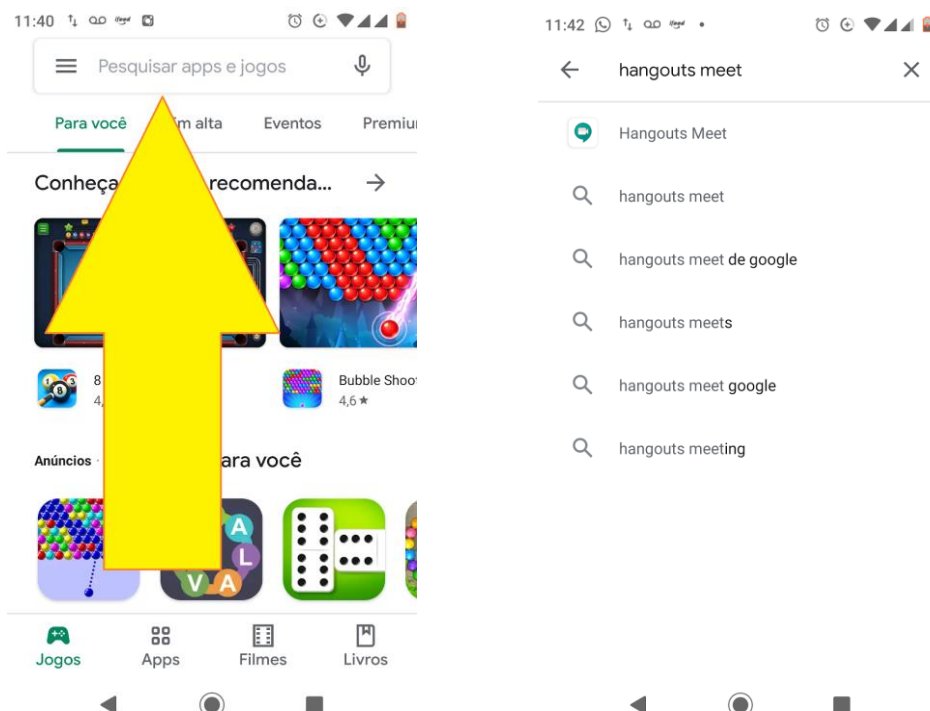 11:40
Pesquisar apps e jogos
Para você
m alta
Eventos
Premiu
Conheça
recomenda...
8
4,
Bubble Shoo
4,6 ★
Anúncios ·
ara você
A
L
V
A
Jogos
Apps
Filmes
Livros
11:42
hangouts meet
Hangouts Meet
hangouts meet
hangouts meet de google
hangouts meets
hangouts meet google
hangouts meeting